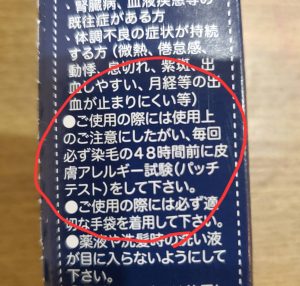 ・腎臓病、血液疾患等の
既往症がある方
・体調不良の症状が持続
する方（微熱、倦怠感、
動悸、息切れ、紫斑、出
血しやすい、月経等の出
血が止まりにくい等）
●ご使用の際には使用上
のご注意にしたがい、毎回
必ず染毛の48時間前に皮
膚アレルギー試験（パッチ
テスト）をして下さい。
●ご使用の際には必ず適
切な手袋を着用して下さい。
●薬液や洗髪時の洗い液
が目に入らないようにして
下さい。